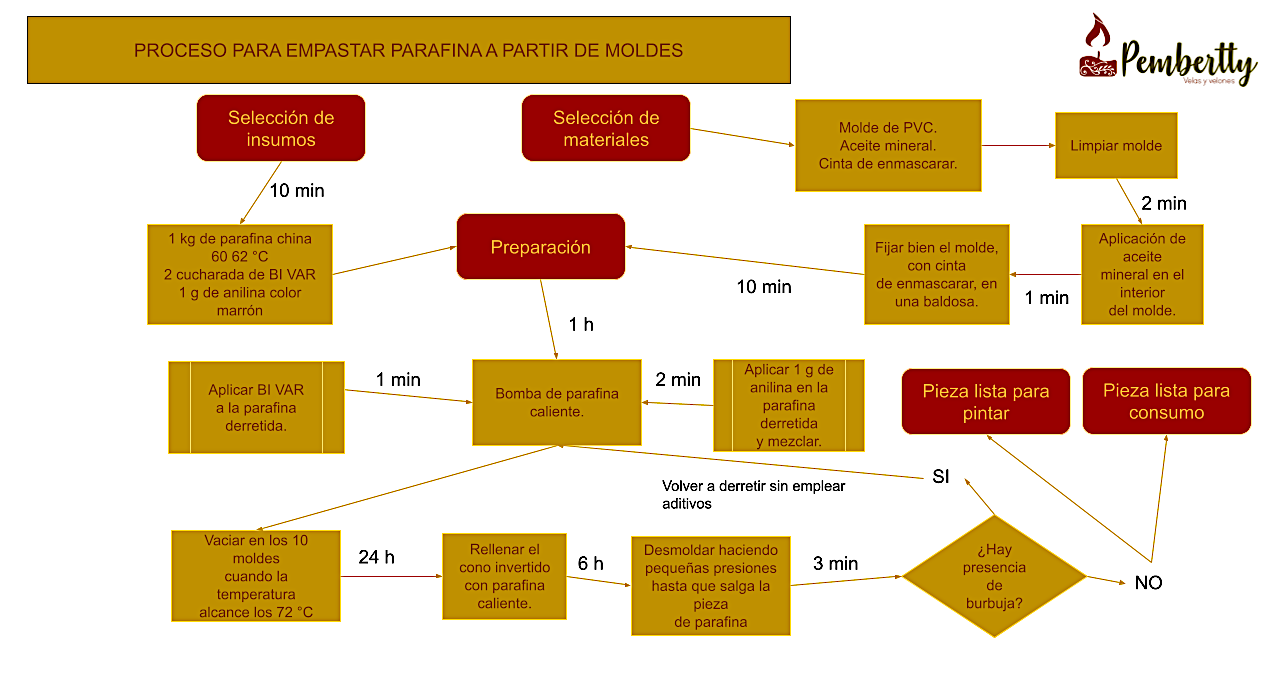 PROCESO PARA EMPASTAR PARAFINA A PARTIR DE MOLDES
Pembertty
Velas y velones
Selección de
insumos
Selección de
materiales
Molde de PVC.
Aceite mineral.
Cinta de enmascarar.
Limpiar molde
10 min
2 min
1 kg de parafina china
60 62 °C
2 cucharada de BI VAR
1 g de anilina color
marrón
Preparación
Fijar bien el molde,
con cinta
de enmascarar, en
una baldosa.
Aplicación de
aceite
mineral en el
interior
del molde.
10 min
1 min
1 h
Aplicar BI VAR
a la parafina
derretida.
1 min
Bomba de parafina
caliente.
2 min
Aplicar 1 g de
anilina en la
parafina
derretida
y mezclar.
Pieza lista para
pintar
Pieza lista para
consumo
Volver a derretir sin emplear
aditivos
SI
Vaciar en los 10
moldes
cuando la
temperatura
alcance los 72 °C
24 h
Rellenar el
cono invertido
con parafina
caliente.
6 h
Desmoldar haciendo
pequeñas presiones
hasta que salga la
pieza
de parafina
3 min
¿Hay
presencia
de
burbuja?
NO